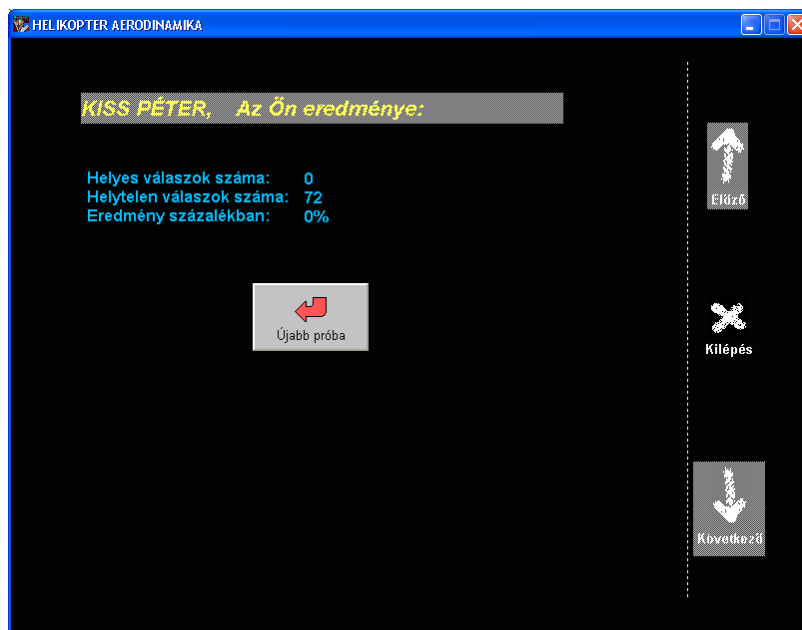 HELIKOPTER AERODINAMIKA
KISS PÉTER, Az Ön eredménye:
Helyes válaszok száma: 0
Helytelen válaszok száma: 72
Eredmény százalékban: 0%
Újabb próba
Előző
Kilépés
Következő